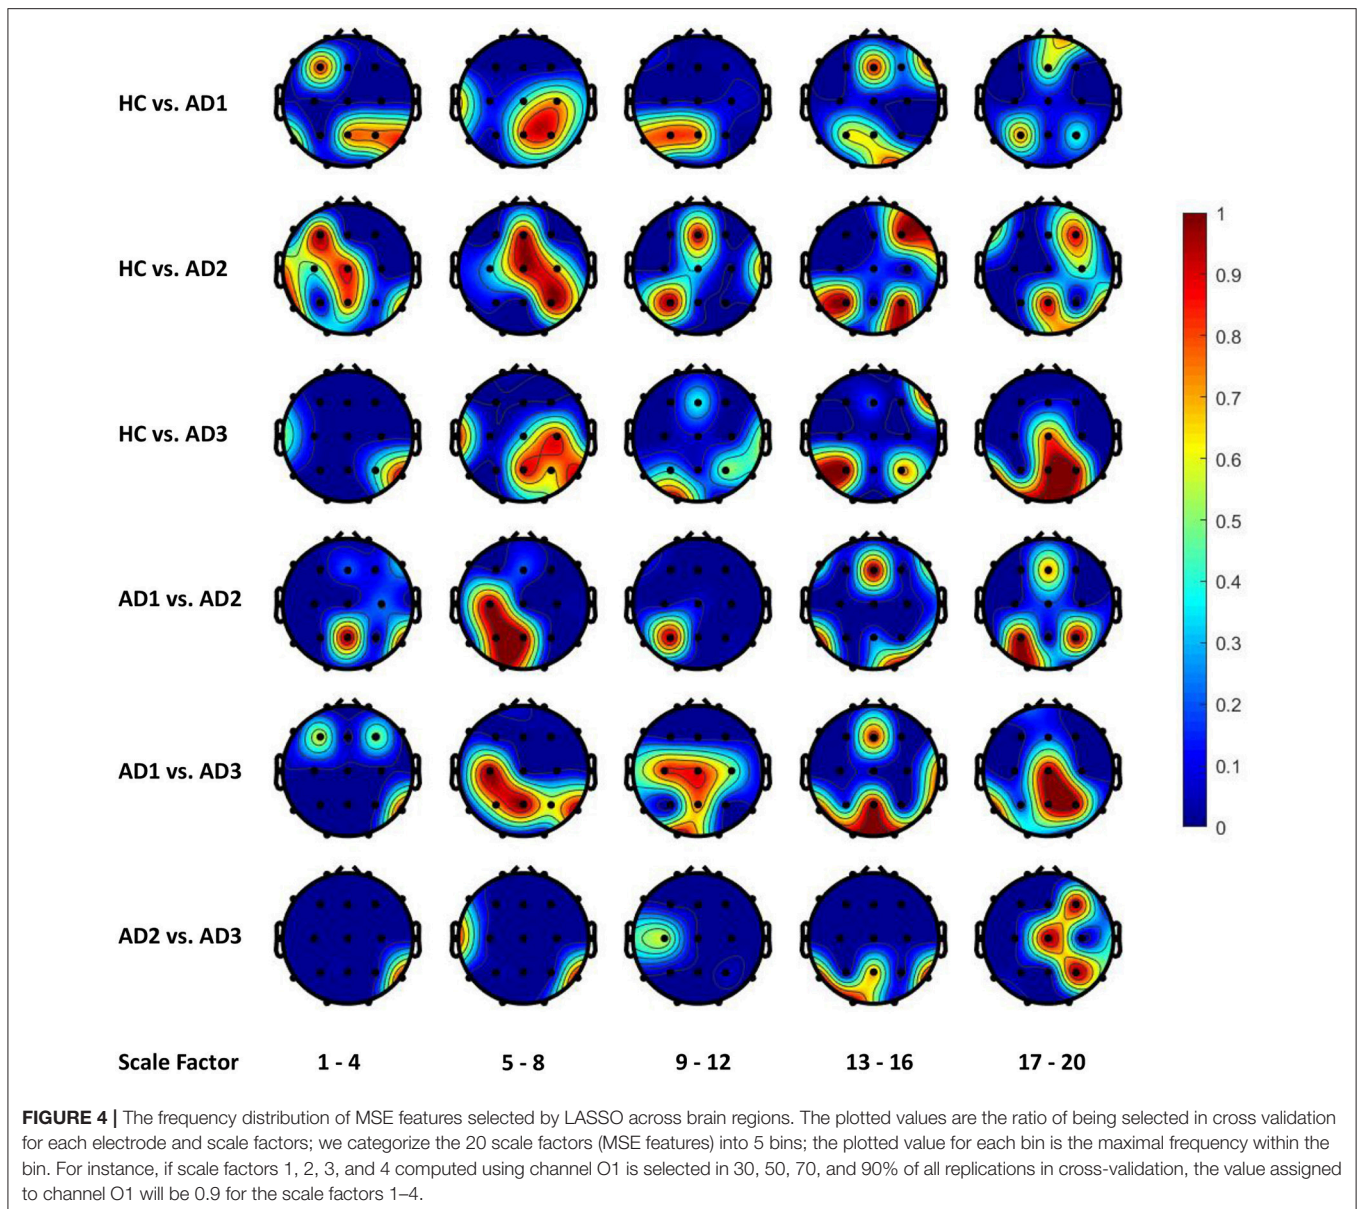 HC vs. AD1
HC vs. AD2
HC vs. AD3
AD1 vs. AD2
AD1 vs. AD3
AD2 vs. AD3
1
0.9
0.8
0.7
0.6
0.5
0.4
0.3
0.2
0.1
0
Scale Factor 1 - 4 5 - 8 9 - 12 13 - 16 17 - 20
FIGURE 4 | The frequency distribution of MSE features selected by LASSO across brain regions. The plotted values are the ratio of being selected in cross validation
for each electrode and scale factors; we categorize the 20 scale factors (MSE features) into 5 bins; the plotted value for each bin is the maximal frequency within the
bin. For instance, if scale factors 1, 2, 3, and 4 computed using channel O1 is selected in 30, 50, 70, and 90% of all replications in cross-validation, the value assigned
to channel O1 will be 0.9 for the scale factors 1–4.